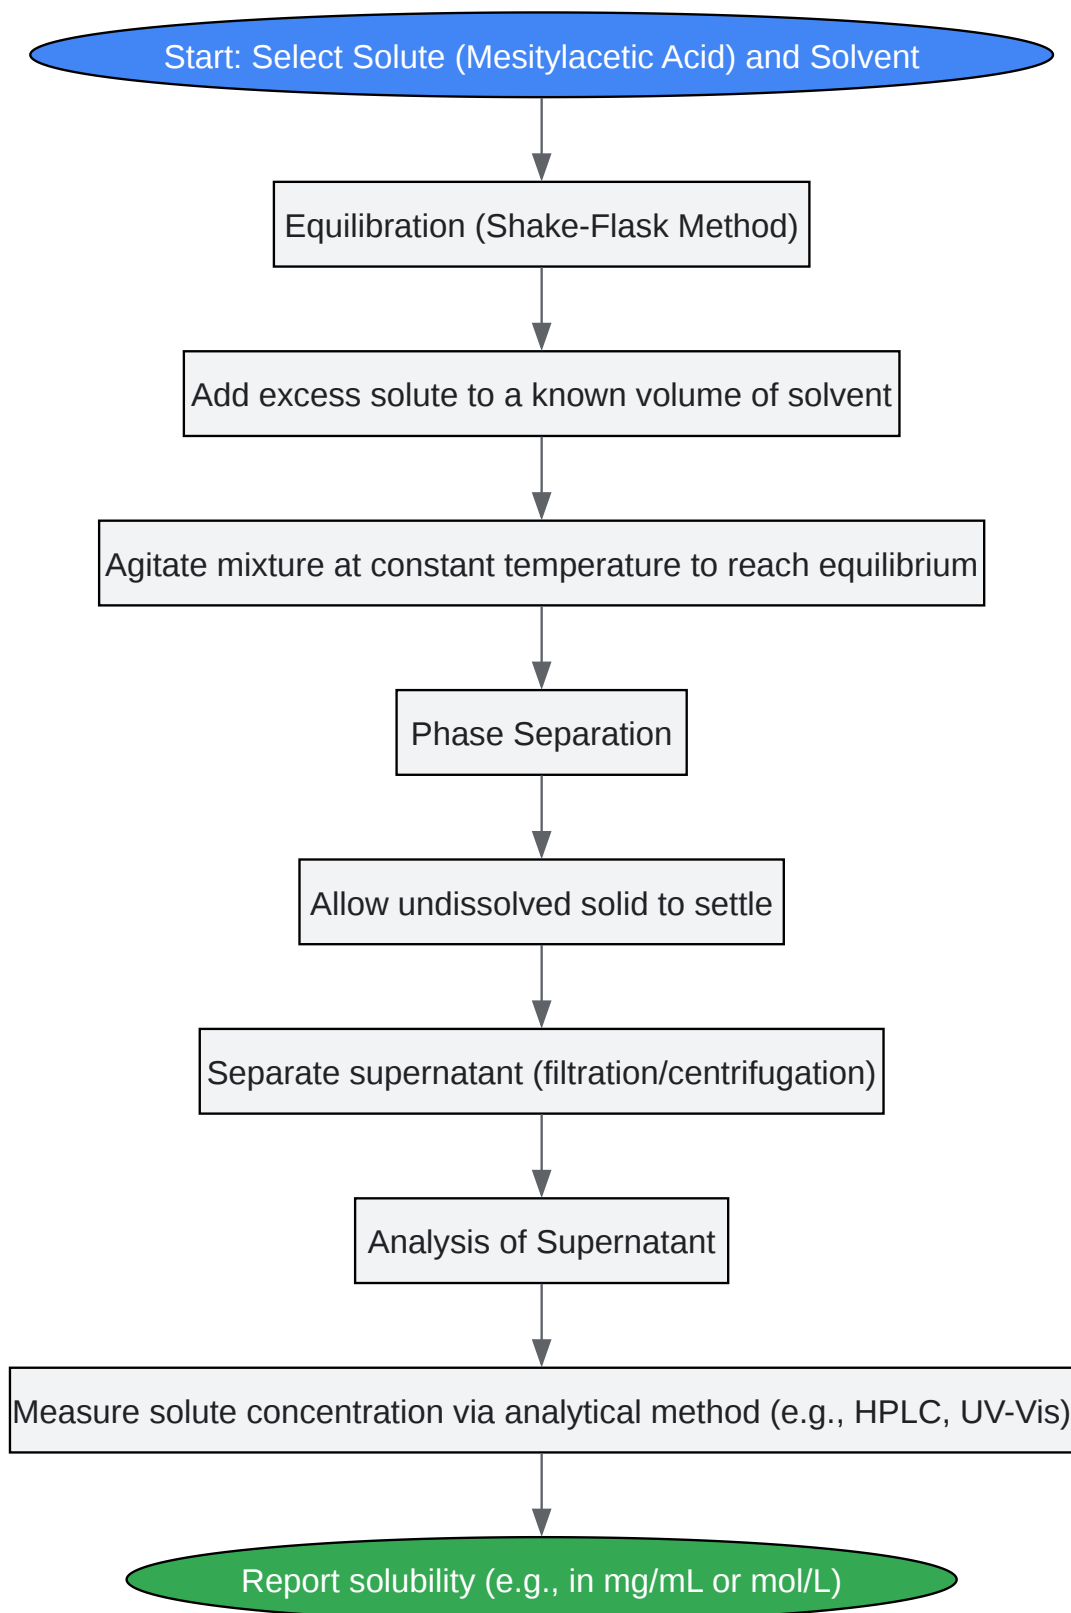 Start: Select Solute (Mesitylacetic Acid) and Solvent
Equilibration (Shake-Flask Method)
Add excess solute to a known volume of solvent
Agitate mixture at constant temperature to reach equilibrium
Phase Separation
Allow undissolved solid to settle
Separate supernatant (filtration/centrifugation)
Analysis of Supernatant
Measure solute concentration via analytical method (e.g., HPLC, UV-Vis)
Report solubility (e.g., in mg/mL or mol/L)